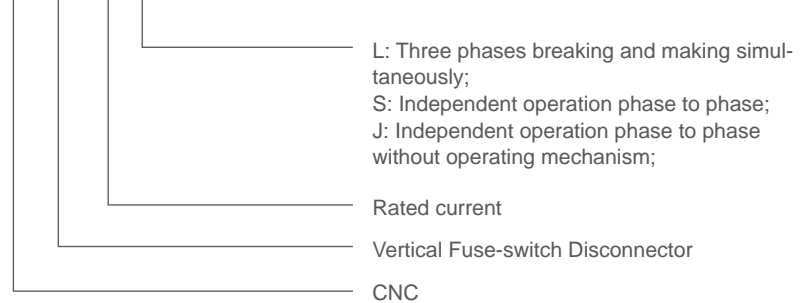 L: Three phases breaking and making simul-
taneously;
S: Independent operation phase to phase;
J: Independent operation phase to phase
without operating mechanism;
Rated current
Vertical Fuse-switch Disconnector
CNC